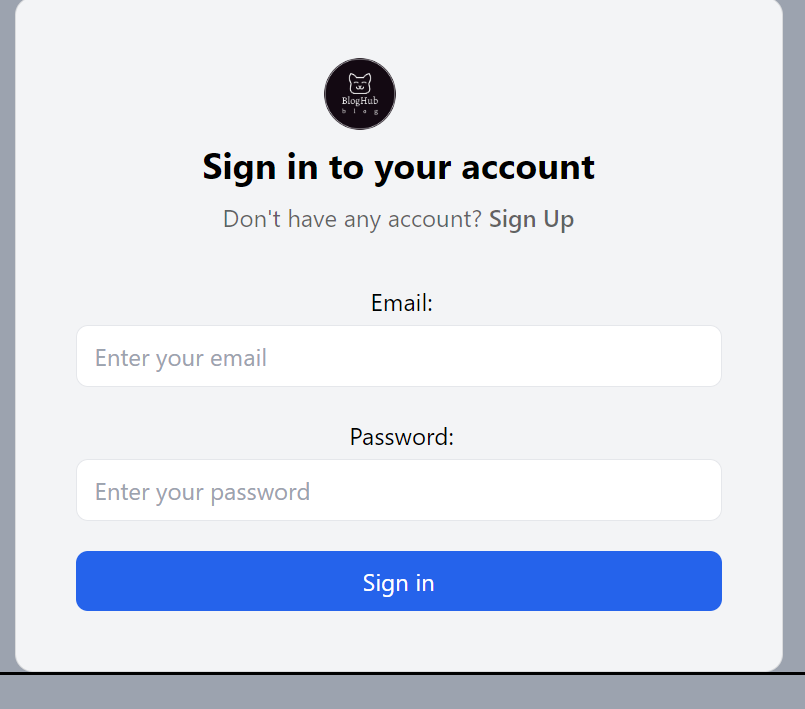 BlogHub
b l o g
Sign in to your account
Don't have any account? Sign Up
Email:
Enter your email
Password:
Enter your password
Sign in